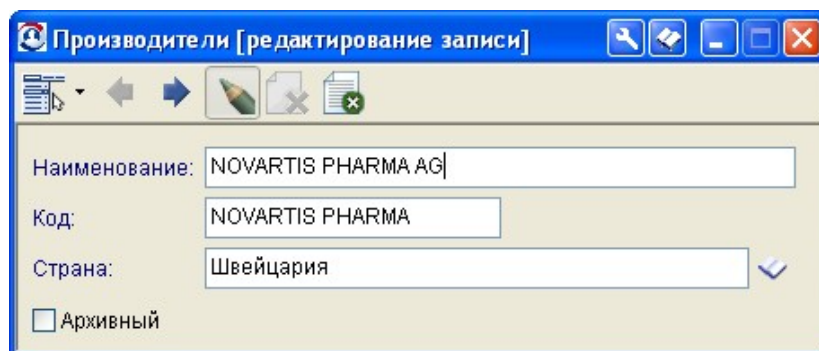 Производители [редактирование записи]
Наименование: NOVARTIS PHARMA AG
Код: NOVARTIS PHARMA
Страна: Швейцария
Архивный